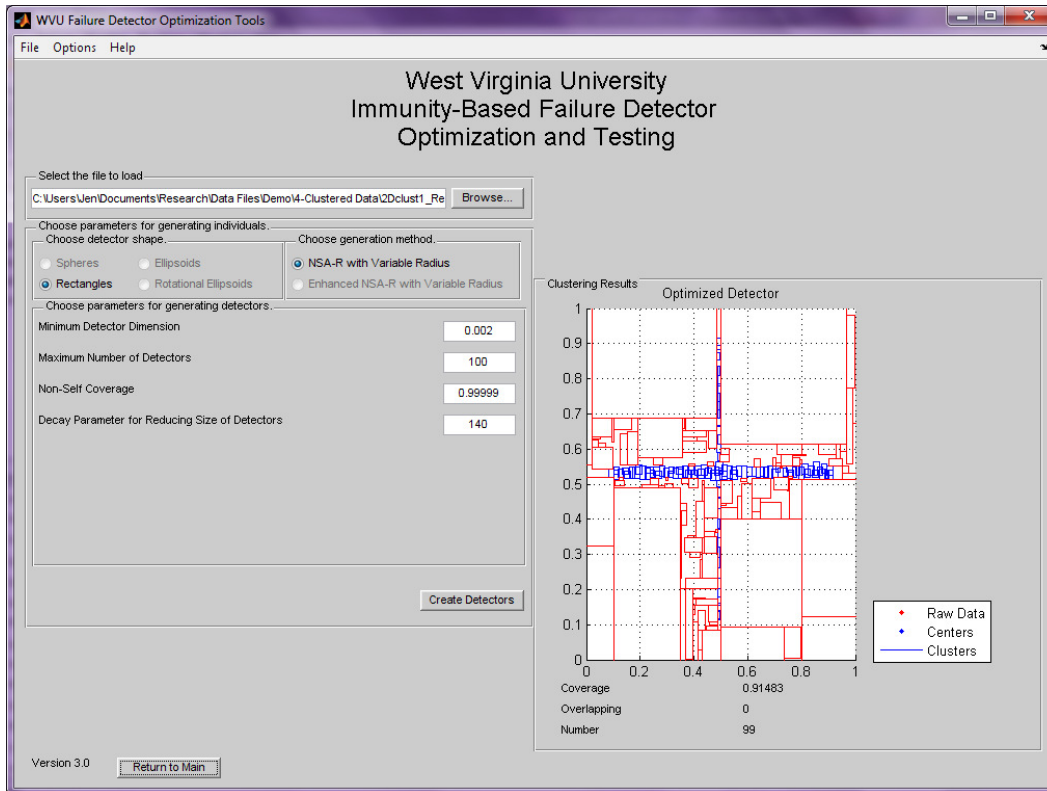 WVU Failure Detector Optimization Tools
File Options Help
West Virginia University
Immunity-Based Failure Detector
Optimization and Testing
Select the file to load
C:\Users\Jen\Documents\Research\Data Files\Demo\4-Clustered Data\2Dclust1_Re
Browse...
Choose parameters for generating individuals.
Choose detector shape.
Spheres
Ellipsoids
Rectangles
Rotational Ellipsoids
Choose generation method.
NSA-R with Variable Radius
Enhanced NSA-R with Variable Radius
Choose parameters for generating detectors.
Minimum Detector Dimension 0.002
Maximum Number of Detectors 100
Non-Self Coverage 0.99999
Decay Parameter for Reducing Size of Detectors 140
Create Detectors
Clustering Results
Optimized Detector
1
0.9
0.8
0.7
0.6
0.5
0.4
0.3
0.2
0.1
0
0 0.2 0.4 0.6 0.8 1
Raw Data
Centers
Clusters
Coverage 0.91483
Overlapping 0
Number 99
Version 3.0
Return to Main